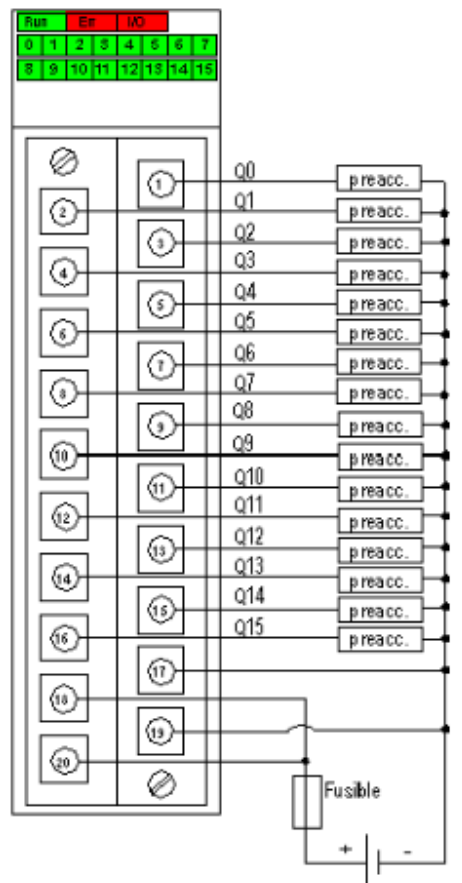 Run Err I/O
0 1 2 3 4 5 6 7
8 9 10 11 12 13 14 15
1 Q0 preacc.
2 Q1 preacc.
3 Q2 preacc.
4 Q3 preacc.
5 Q4 preacc.
6 Q5 preacc.
7 Q6 preacc.
8 Q7 preacc.
9 Q8 preacc.
10 Q9 preacc.
11 Q10 preacc.
12 Q11 preacc.
13 Q12 preacc.
14 Q13 preacc.
15 Q14 preacc.
16 Q15 preacc.
17
18
19
20
Fusible
+ -